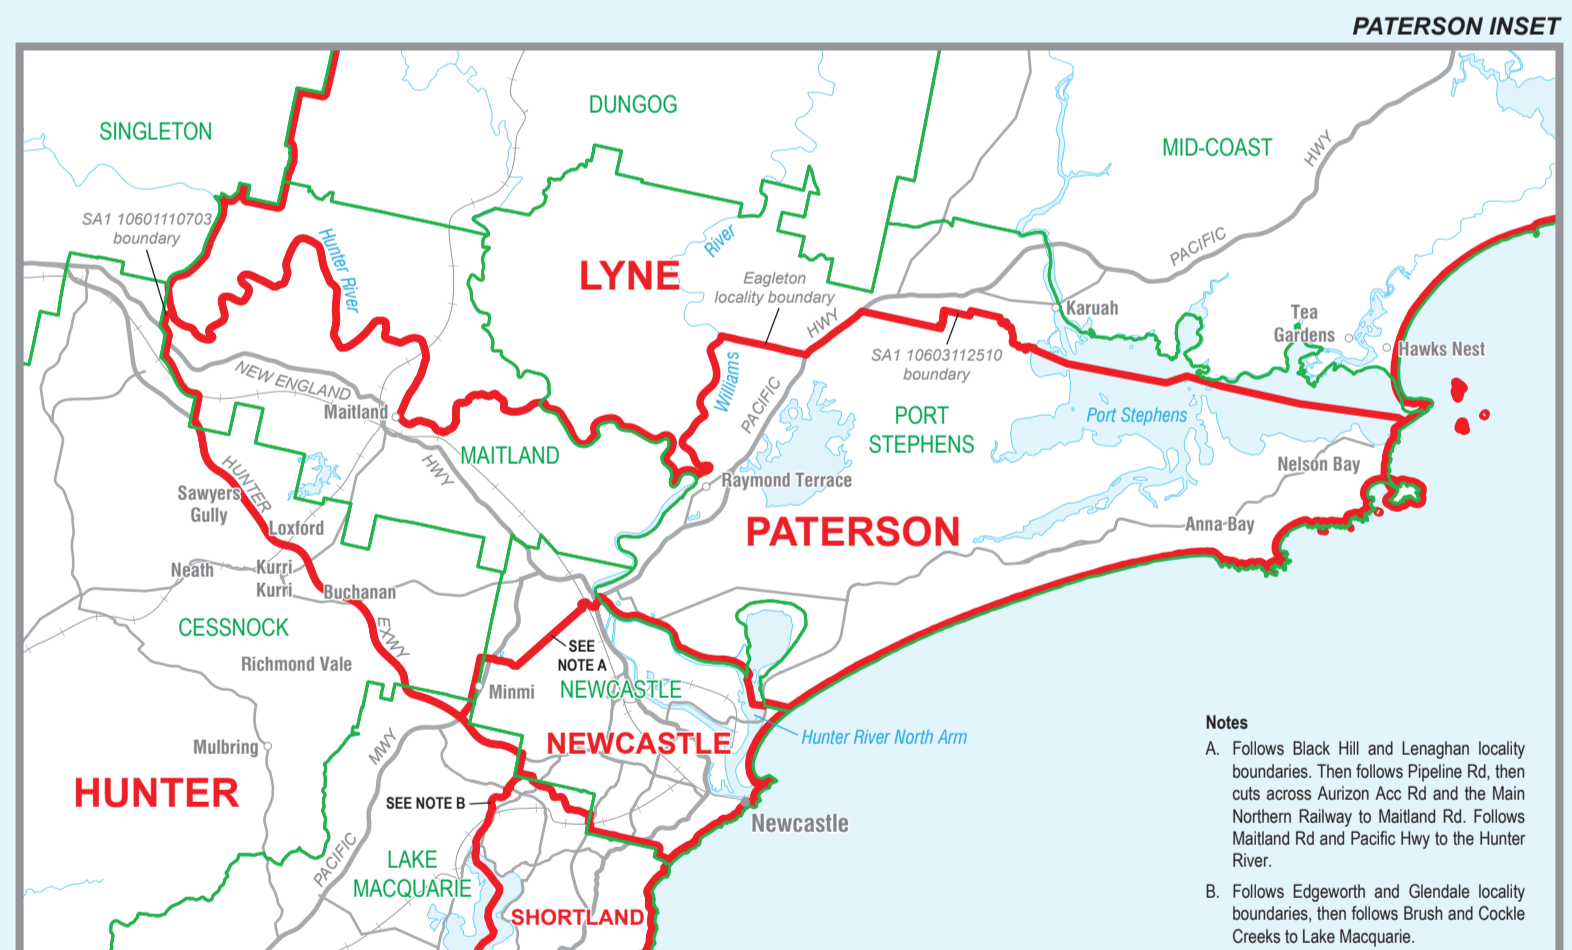 PATERSON INSET
DUNGOG
SINGLETON
MID-COAST
HWY
SA1 10601110703
boundary
Hunter River
River
PACIFIC
LYNE
Eagleton
locality boundary
HWY
Karuah
Tea
Gardens
Hawks Nest
SA1 10603112510
boundary
NEW ENGLAND
Maitland
Williams
PACIFIC
PORT
STEPHENS
Port Stephens
MAITLAND
HWY
HUNTER
Nelson Bay
Raymond Terrace
Sawyers
Gully
Loxford
PATERSON
Anna Bay
Neath
Kurri
Kurri
Buchanan
CESSNOCK
EXWY
SEE
NOTE A
Richmond Vale
Minmi
NEWCASTLE
Hunter River North Arm
Mulbring
MWY
NEWCASTLE
HUNTER
SEE NOTE B
Newcastle
PACIFIC
LAKE
MACQUARIE
SHORTLAND
Notes
A. Follows Black Hill and Lenaghan locality
boundaries. Then follows Pipeline Rd, then
cuts across Aurizon Acc Rd and the Main
Northern Railway to Maitland Rd. Follows
Maitland Rd and Pacific Hwy to the Hunter
River.
B. Follows Edgeworth and Glendale locality
boundaries, then follows Brush and Cockle
Creeks to Lake Macquarie.